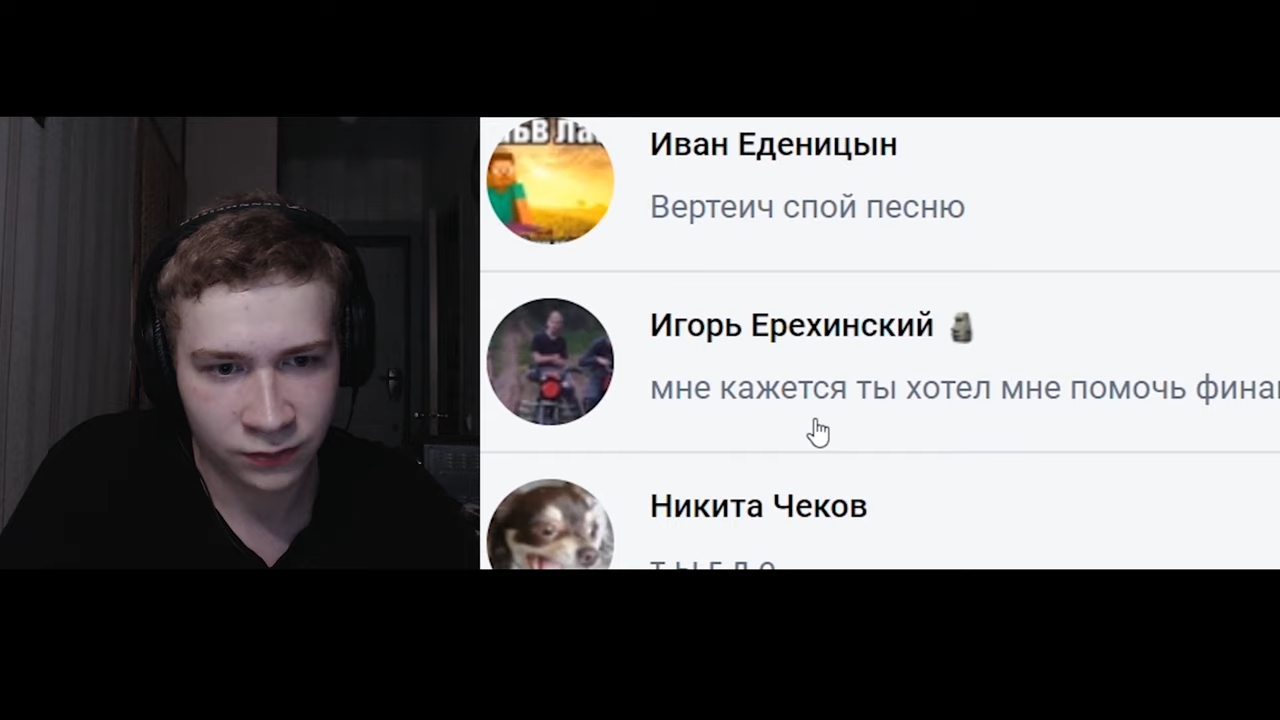 Иван Еденицын
Вертеич спой песню
Игорь Ерехинский
мне кажется ты хотел мне помочь фина
Никита Чеков